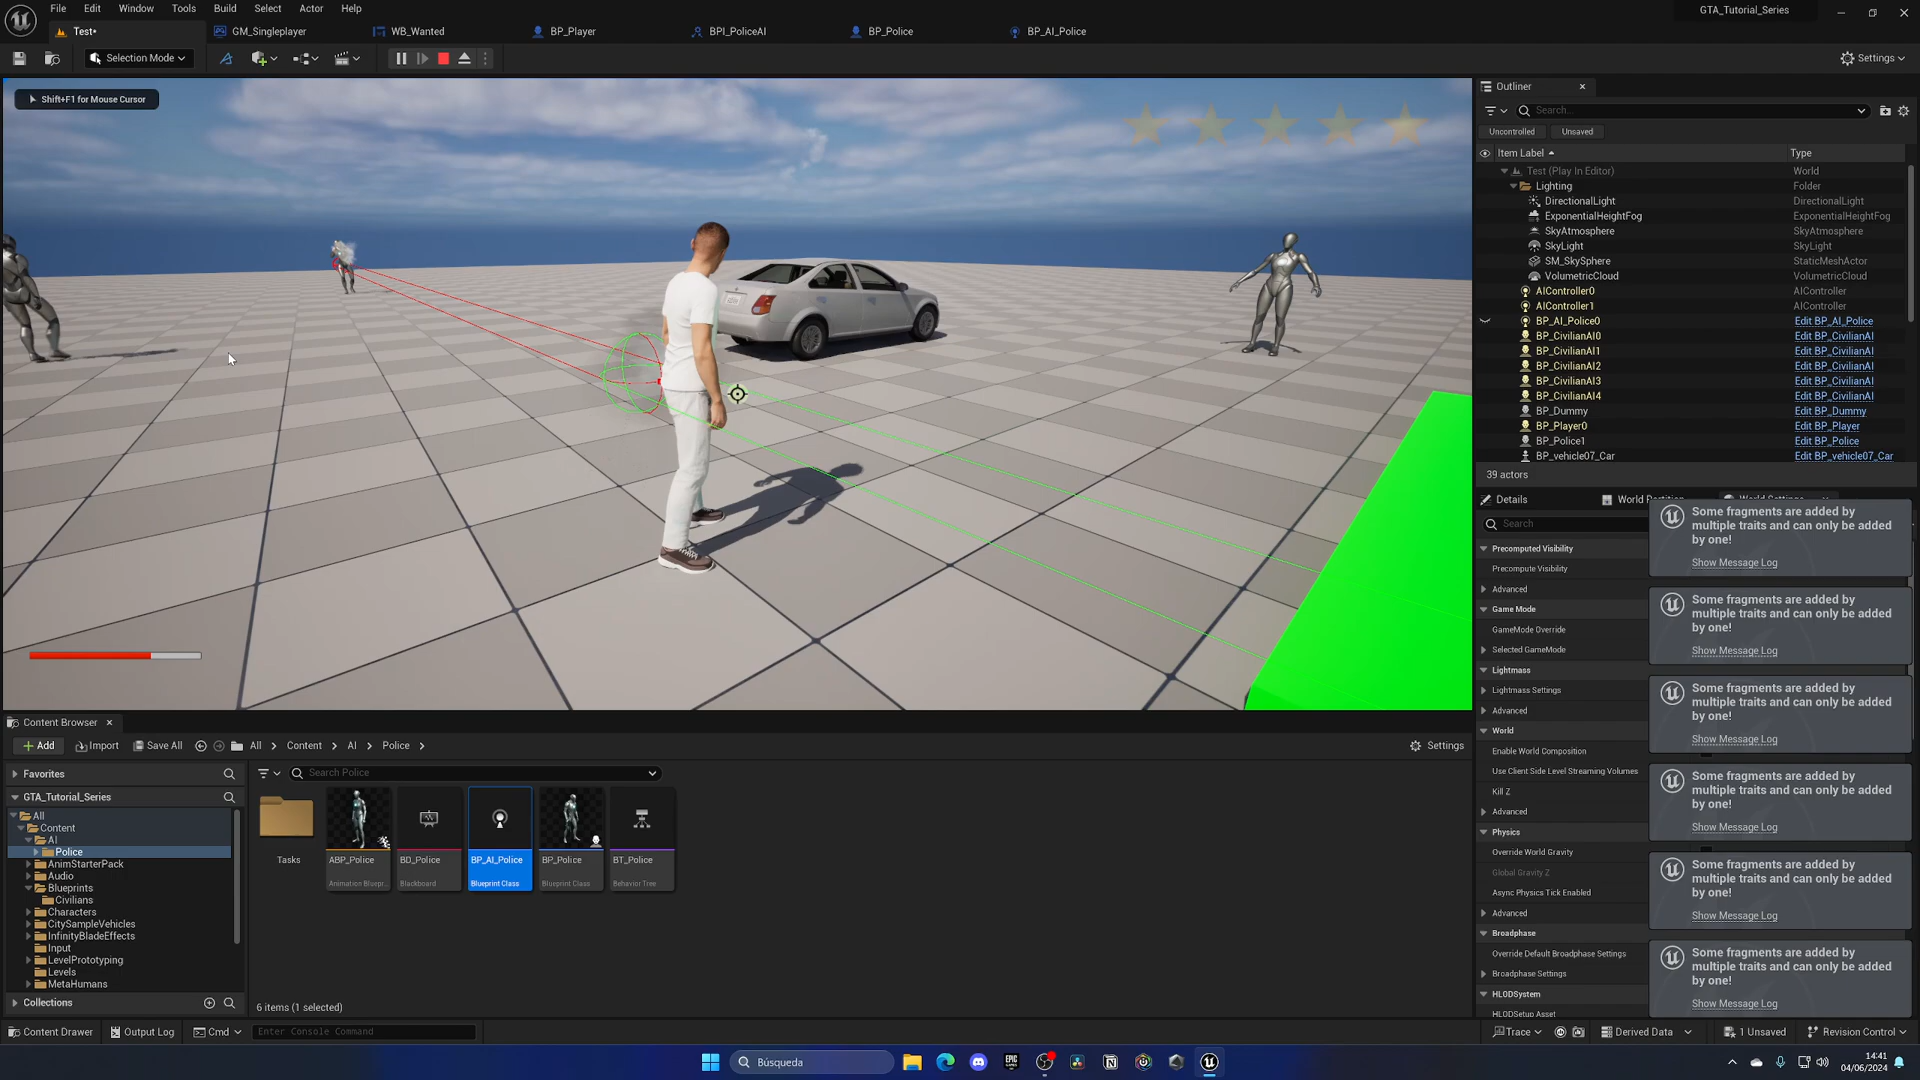 File Edit Window Tools Build Select Actor Help
GTA_Tutorial_Series
Test•
GM_Singleplayer
WB_Wanted
BP_Player
BPI_PoliceAI
BP_Police
BP_AI_Police
Selection Mode
Settings
Shift+F1 for Mouse Cursor
Outliner
Search...
Uncontrolled
Unsaved
Item Label
Type
Test (Play In Editor) World
Lighting Folder
DirectionalLight DirectionalLight
ExponentialHeightFog ExponentialHeightFog
SkyAtmosphere SkyAtmosphere
SkyLight SkyLight
SM_SkySphere StaticMeshActor
VolumetricCloud VolumetricCloud
AIController0 AIController
AIController1 AIController
BP_AI_Police0 Edit BP_AI_Police
BP_CivilianAI0 Edit BP_CivilianAI
BP_CivilianAI1 Edit BP_CivilianAI
BP_CivilianAI2 Edit BP_CivilianAI
BP_CivilianAI3 Edit BP_CivilianAI
BP_CivilianAI4 Edit BP_CivilianAI
BP_Dummy Edit BP_Dummy
BP_Player0 Edit BP_Player
BP_Police1 Edit BP_Police
BP_vehicle07_Car Edit BP_vehicle07_Car
39 actors
Details
Search
Precomputed Visibility
Precompute Visibility
Advanced
Game Mode
GameMode Override
Selected GameMode
Lightmass
Lightmass Settings
Advanced
World
Enable World Composition
Use Client Side Level Streaming Volumes
Kill Z
Advanced
Physics
Override World Gravity
Global Gravity Z
Async Physics Tick Enabled
Advanced
Broadphase
Override Default Broadphase Settings
Broadphase Settings
HLODSystem
HLODSetup Asset
Some fragments are added by
multiple traits and can only be added
by one!
Show Message Log
Some fragments are added by
multiple traits and can only be added
by one!
Show Message Log
Some fragments are added by
multiple traits and can only be added
by one!
Show Message Log
Some fragments are added by
multiple traits and can only be added
by one!
Show Message Log
Some fragments are added by
multiple traits and can only be added
by one!
Show Message Log
Some fragments are added by
multiple traits and can only be added
by one!
Show Message Log
Content Browser
Add
Import
Save All
All
Content
AI
Police
Settings
Favorites
GTA_Tutorial_Series
All
Content
AI
Police
AnimStarterPack
Audio
Blueprints
Civilians
Characters
CitySampleVehicles
InfinityBladeEffects
Input
LevelPrototyping
Levels
MetaHumans
Collections
Search Police
Tasks
ABP_Police
Animation Bluepr...
BD_Police
Blackboard
BP_AI_Police
Blueprint Class
BP_Police
Blueprint Class
BT_Police
Behavior Tree
6 items (1 selected)
Content Drawer
Output Log
Cmd
Enter Console Command
Trace
Derived Data
1 Unsaved
Revision Control
Búsqueda
14:41
04/06/2024